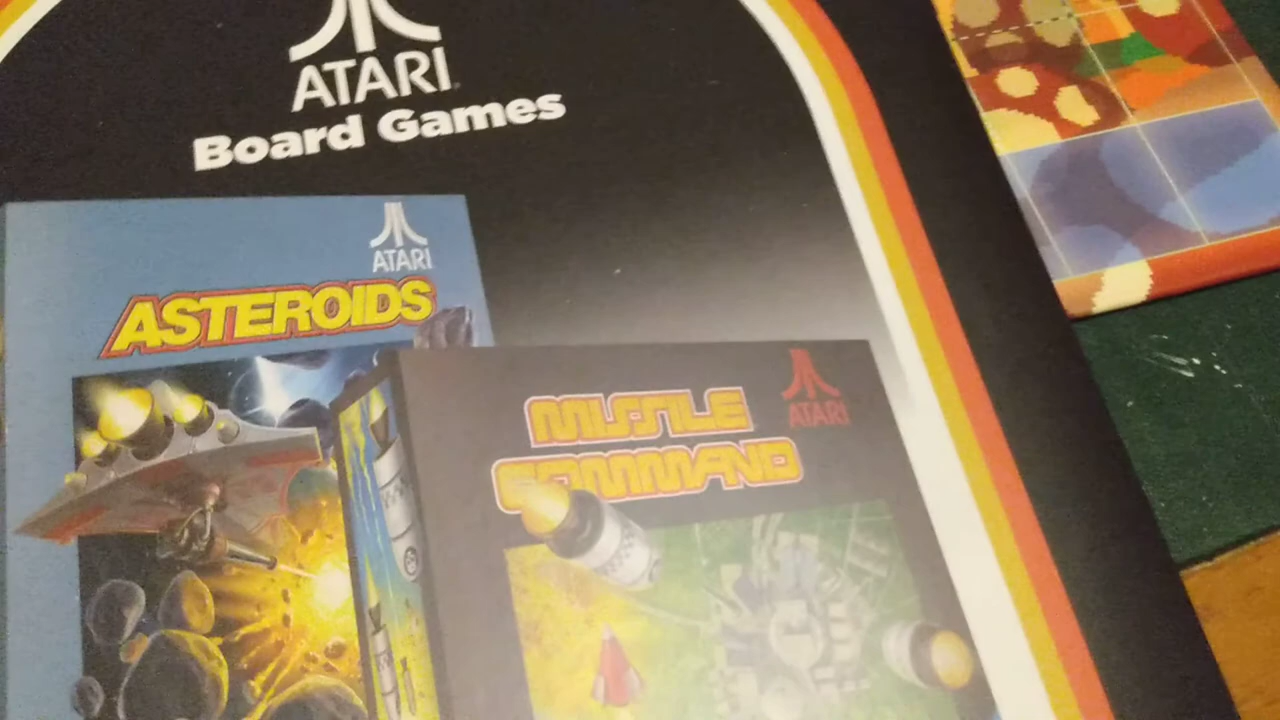 ATARI
Board Games
ATARI
ASTEROIDS
ATARI
MISSILE
COMMAND